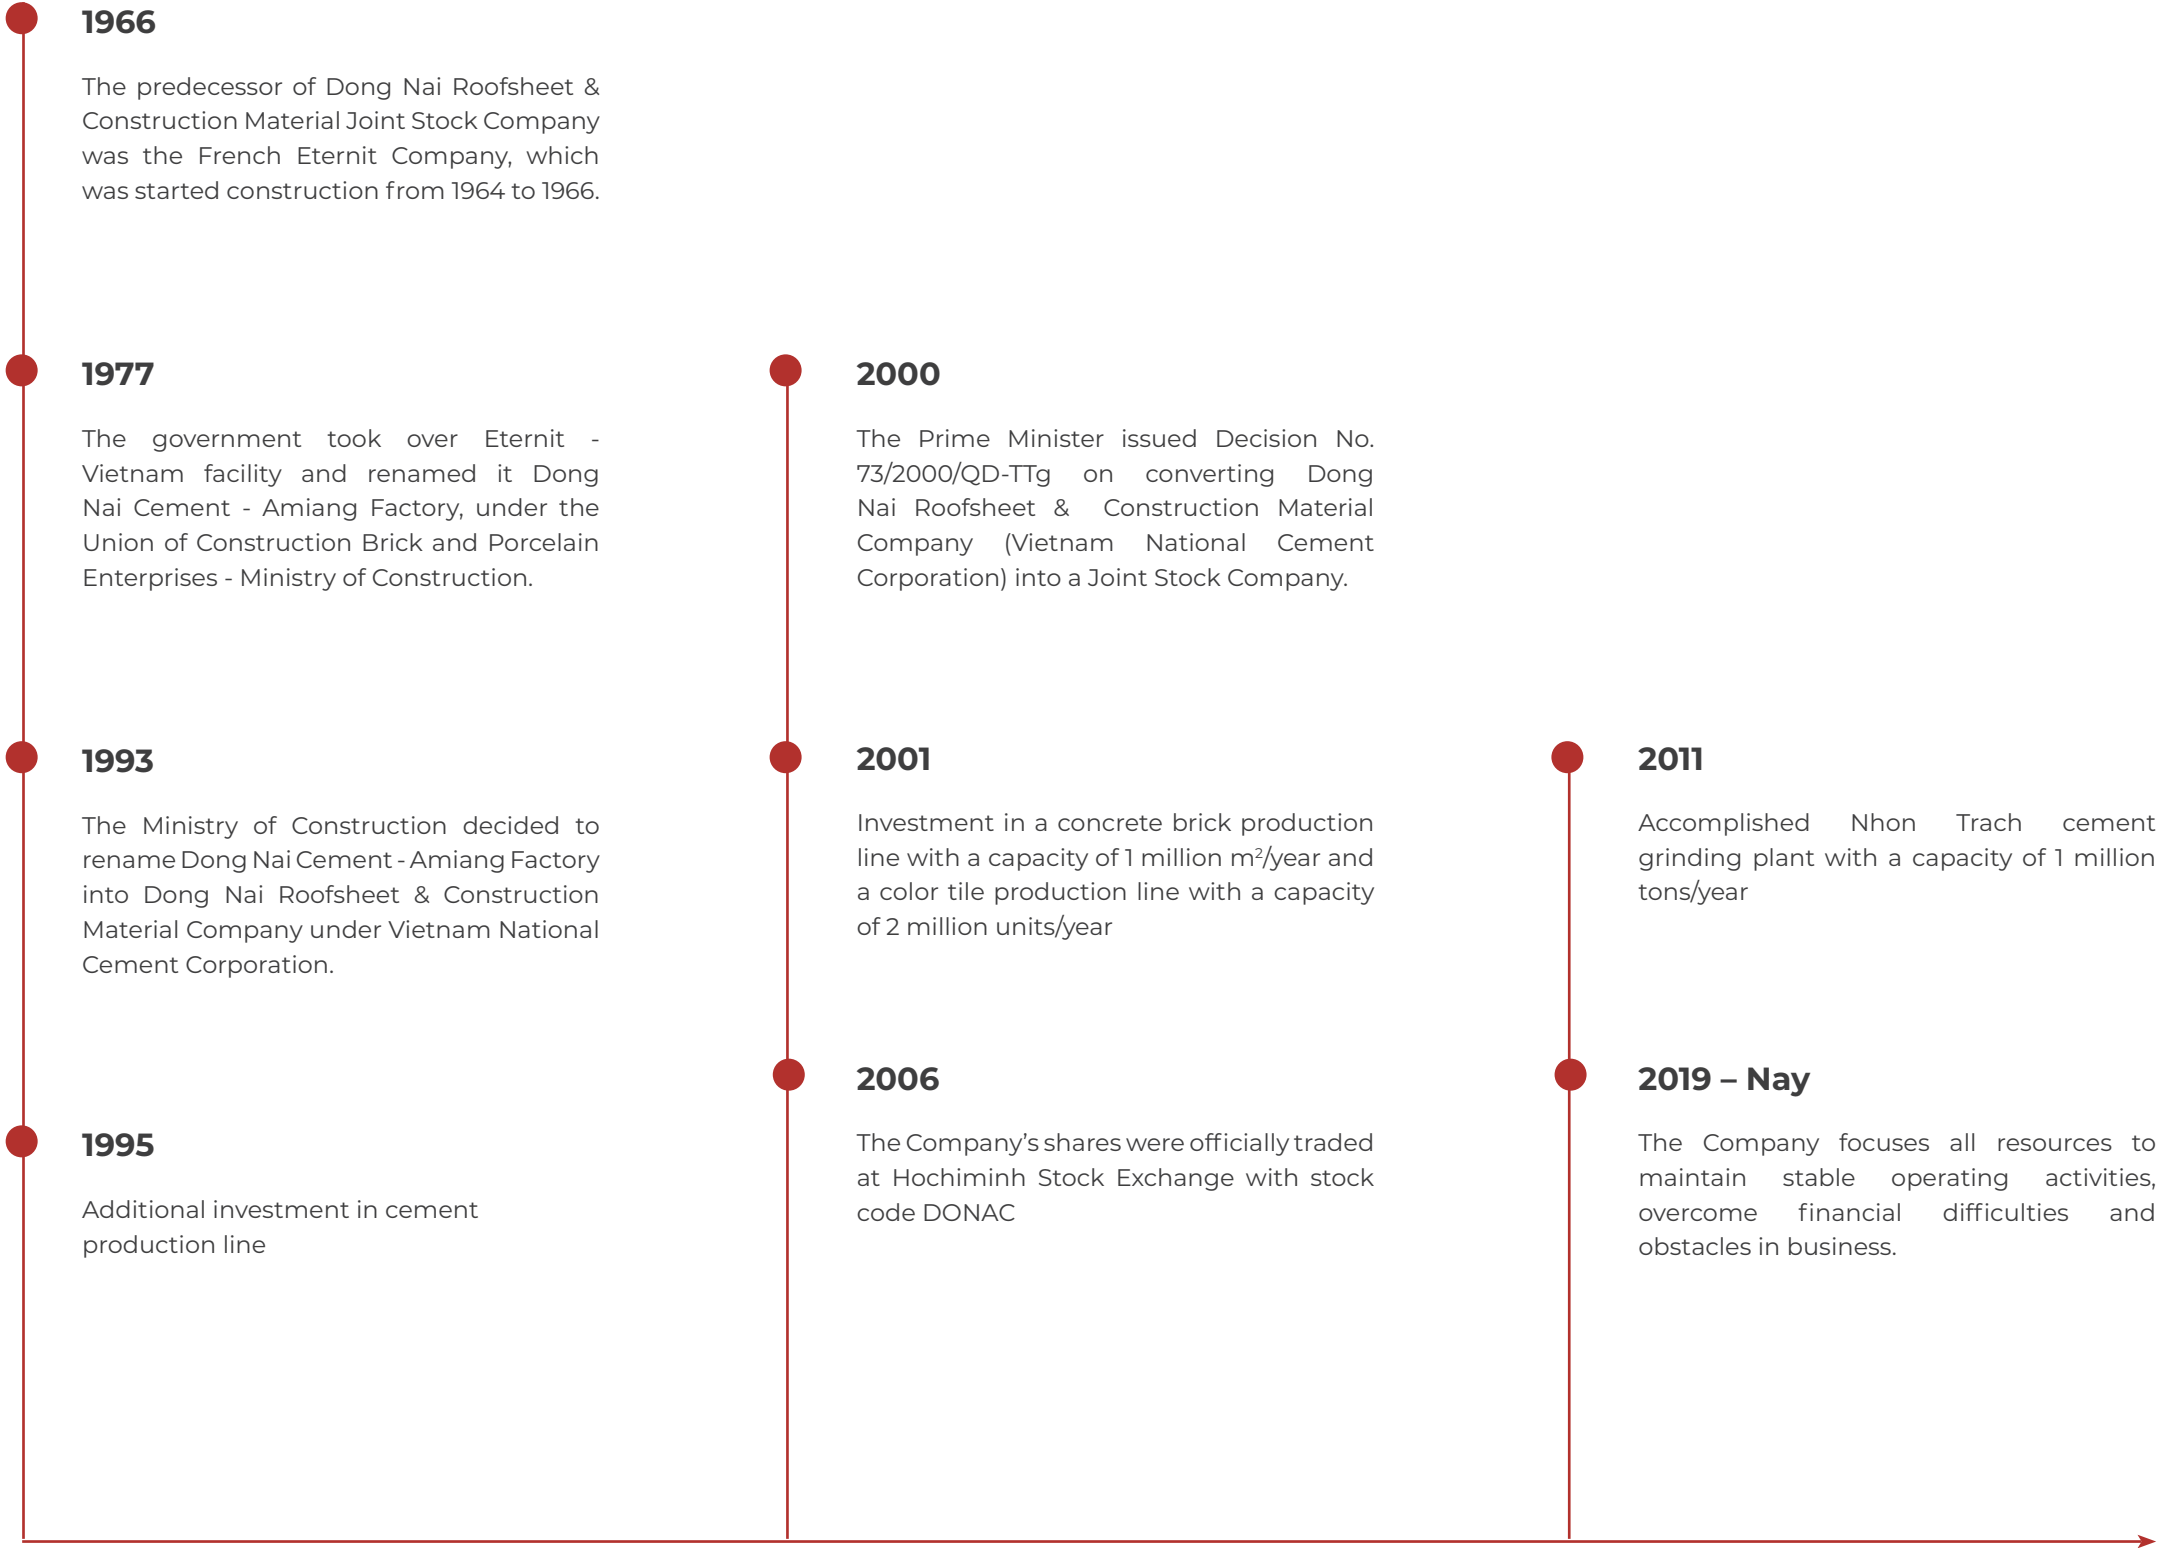 1966
The predecessor of Dong Nai Roofsheet &
Construction Material Joint Stock Company
was the French Eternit Company, which
was started construction from 1964 to 1966.
1977
The government took over Eternit -
Vietnam facility and renamed it Dong
Nai Cement - Amiang Factory, under the
Union of Construction Brick and Porcelain
Enterprises - Ministry of Construction.
1993
The Ministry of Construction decided to
rename Dong Nai Cement - Amiang Factory
into Dong Nai Roofsheet & Construction
Material Company under Vietnam National
Cement Corporation.
1995
Additional investment in cement
production line
2000
The Prime Minister issued Decision No.
73/2000/QD-TTg on converting Dong
Nai Roofsheet & Construction Material
Company (Vietnam National Cement
Corporation) into a Joint Stock Company.
2001
Investment in a concrete brick production
line with a capacity of 1 million m²/year and
a color tile production line with a capacity
of 2 million units/year
2006
The Company’s shares were officially traded
at Hochiminh Stock Exchange with stock
code DONAC
2011
Accomplished Nhon Trach cement
grinding plant with a capacity of 1 million
tons/year
2019 – Nay
The Company focuses all resources to
maintain stable operating activities,
overcome financial difficulties and
obstacles in business.